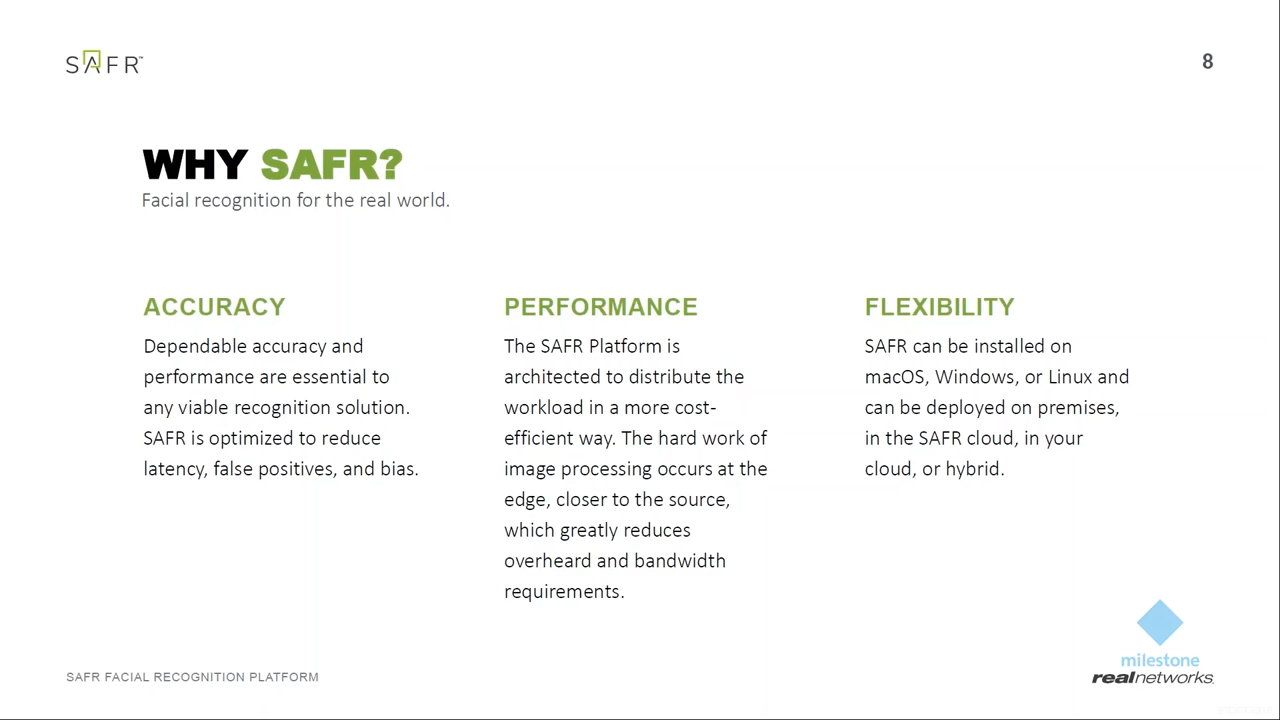 SAFR™
8
WHY SAFR?
Facial recognition for the real world.
ACCURACY
Dependable accuracy and
performance are essential to
any viable recognition solution.
SAFR is optimized to reduce
latency, false positives, and bias.
PERFORMANCE
The SAFR Platform is
architected to distribute the
workload in a more cost-
efficient way. The hard work of
image processing occurs at the
edge, closer to the source,
which greatly reduces
overheard and bandwidth
requirements.
FLEXIBILITY
SAFR can be installed on
macOS, Windows, or Linux and
can be deployed on premises,
in the SAFR cloud, in your
cloud, or hybrid.
SAFR FACIAL RECOGNITION PLATFORM
milestone
realnetworks.